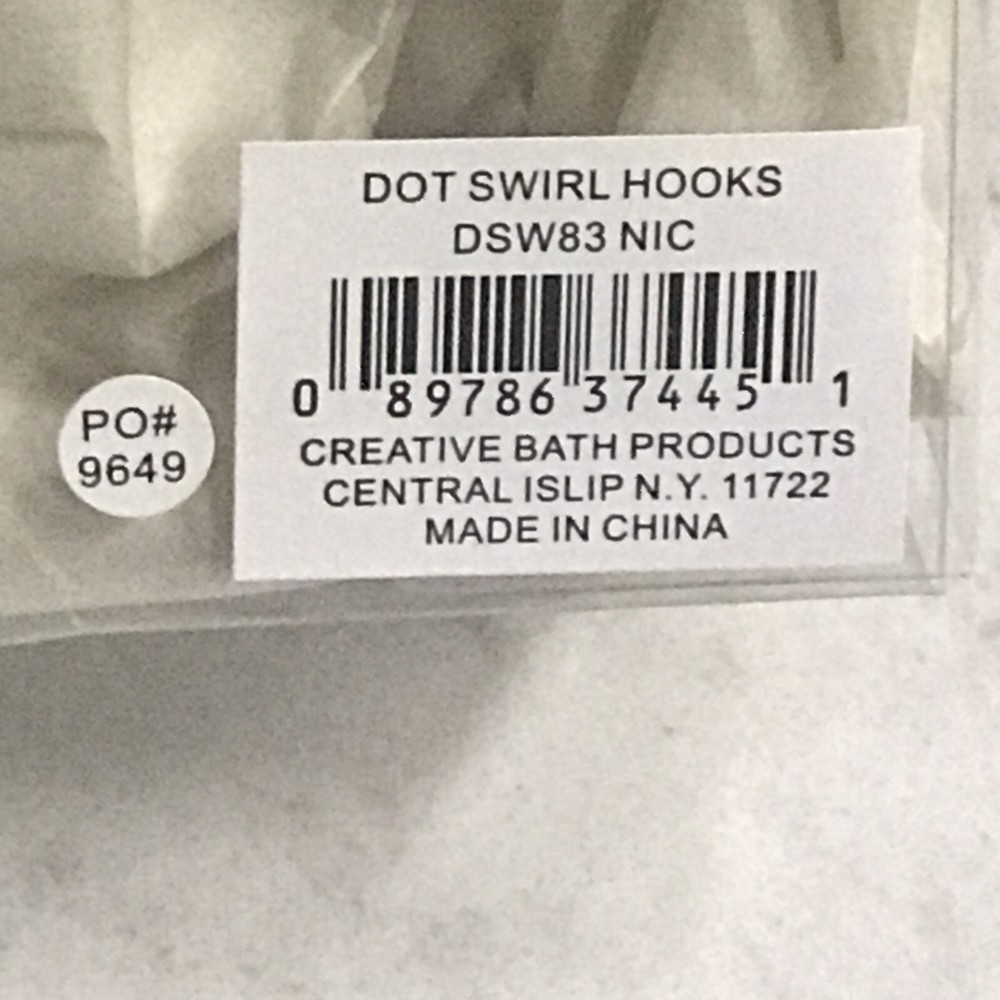 DOT SWIRL HOOKS
DSW83 NIC
0 89786 37445 1
CREATIVE BATH PRODUCTS
CENTRAL ISLIP N.Y. 11722
MADE IN CHINA
PO#
9649